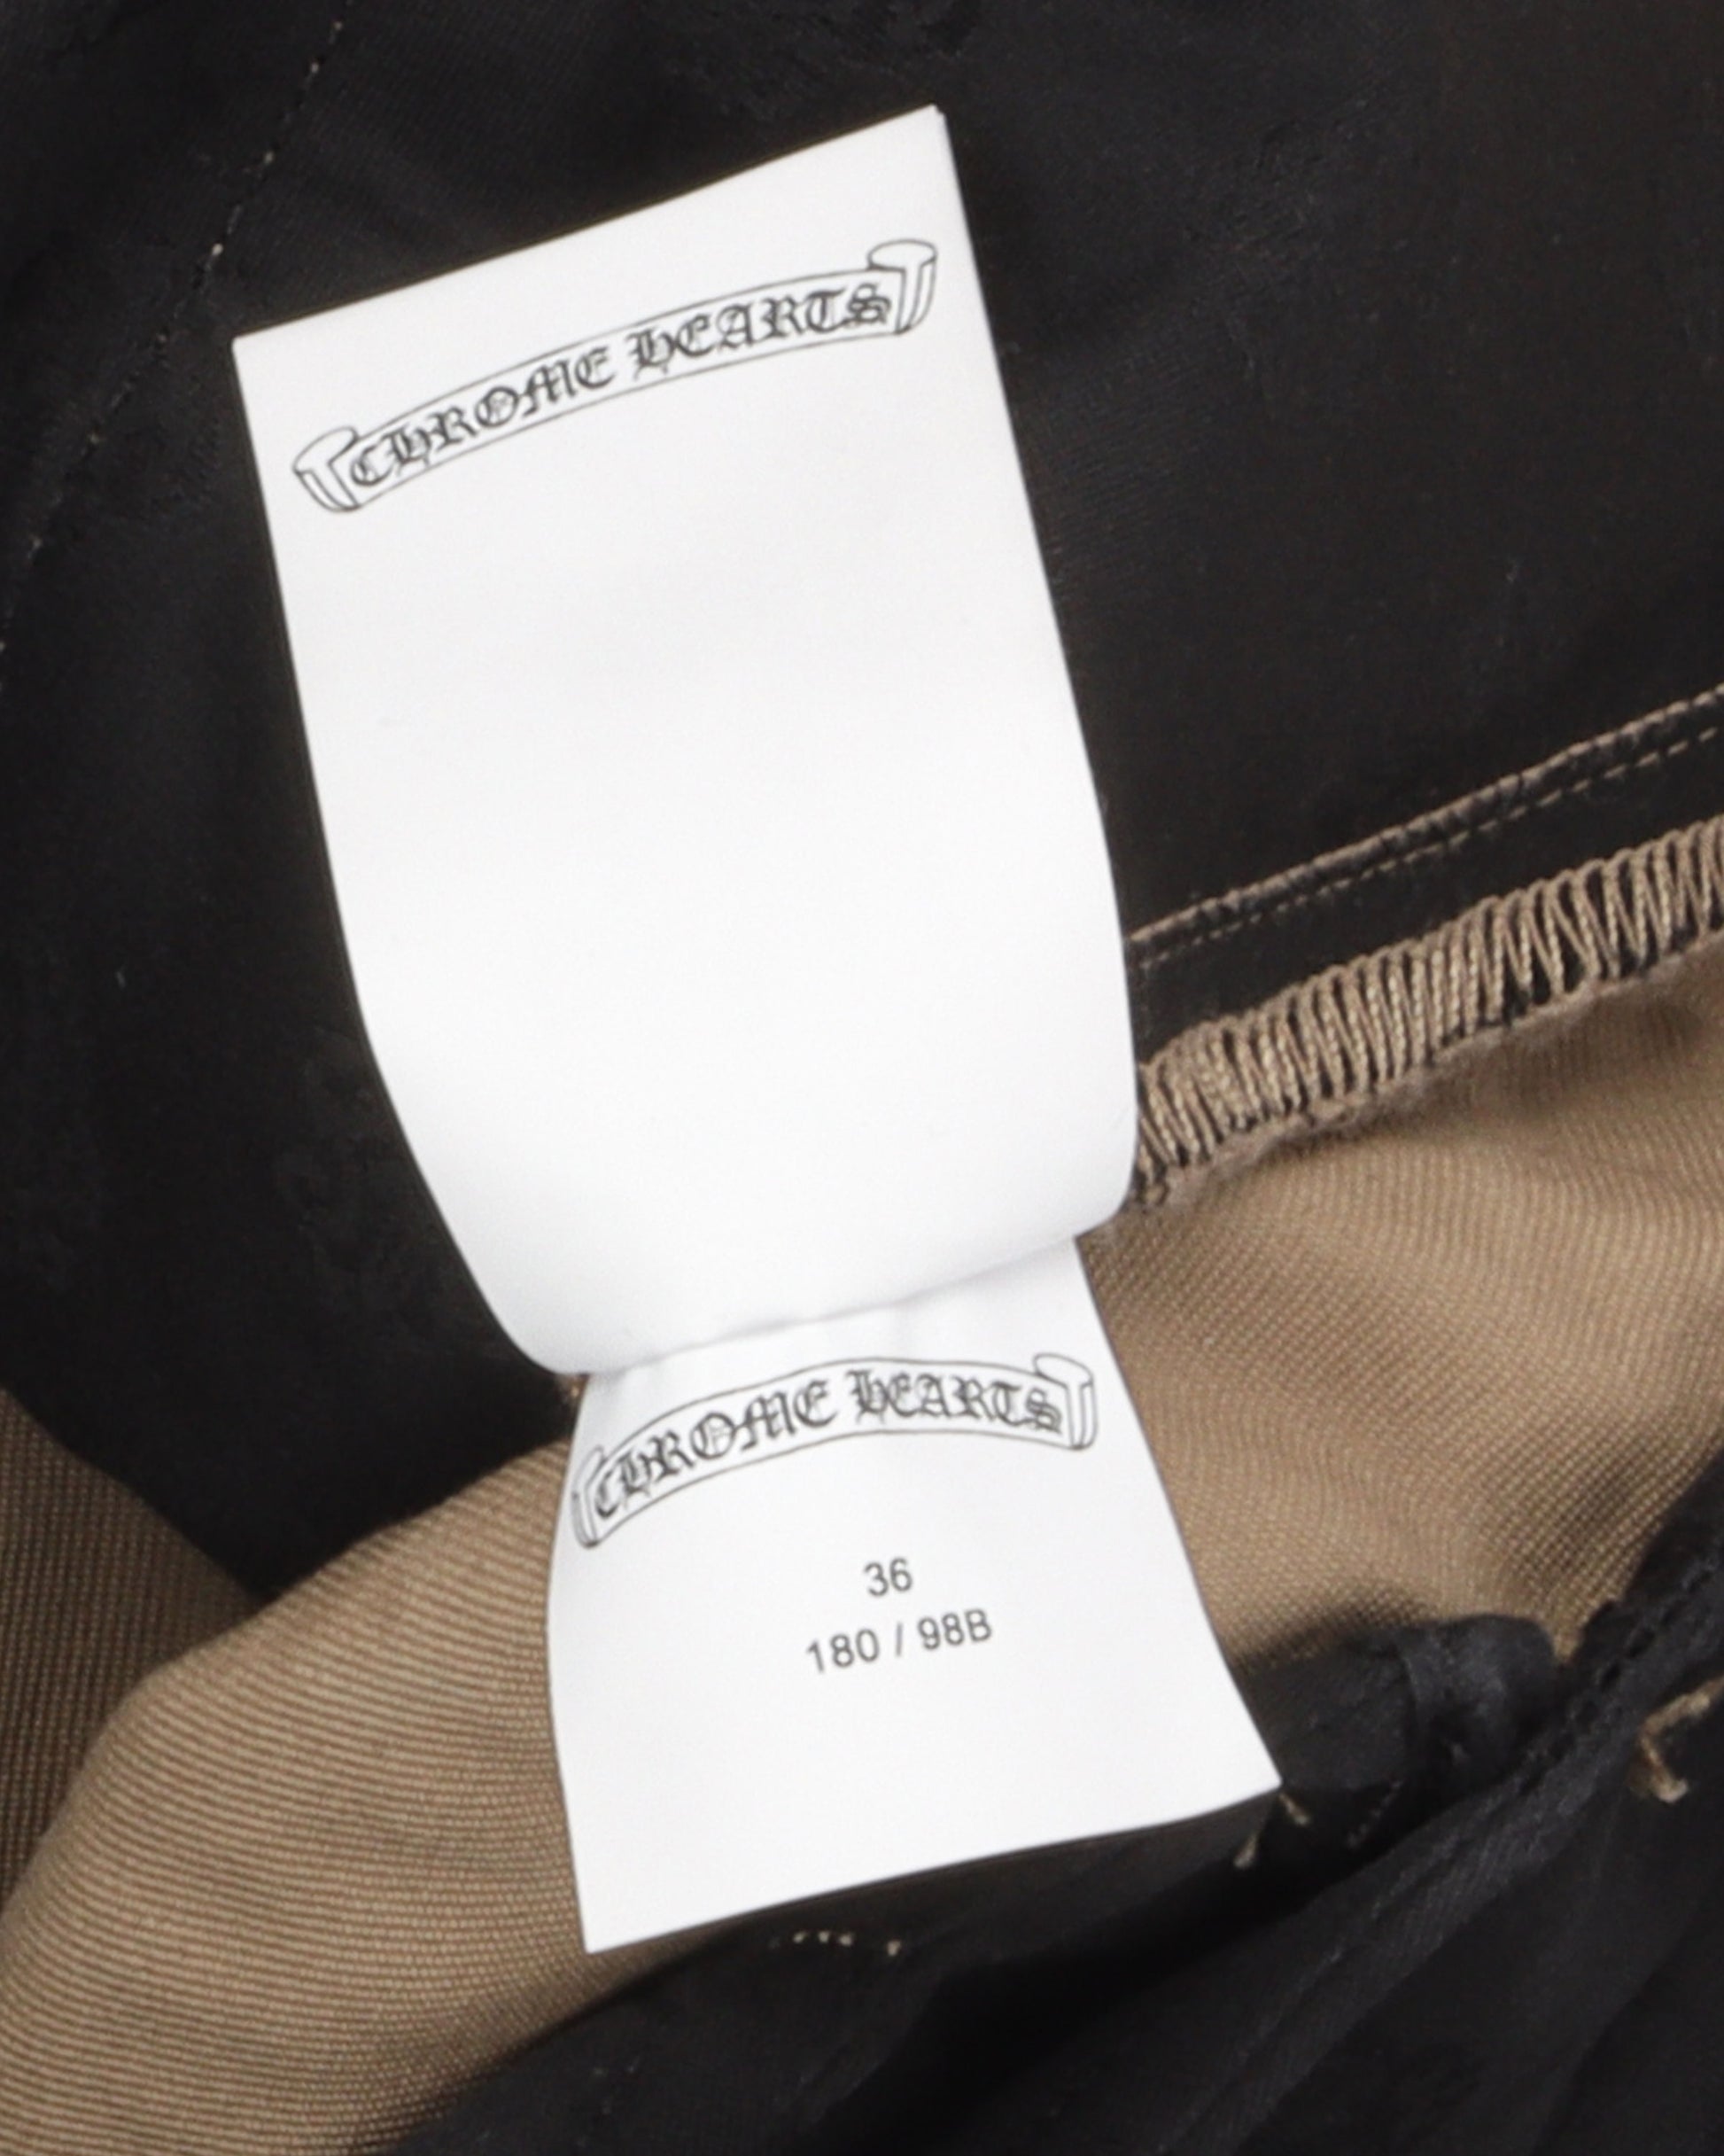 CHROME HEARTS
CHROME HEARTS
36
180 / 98B